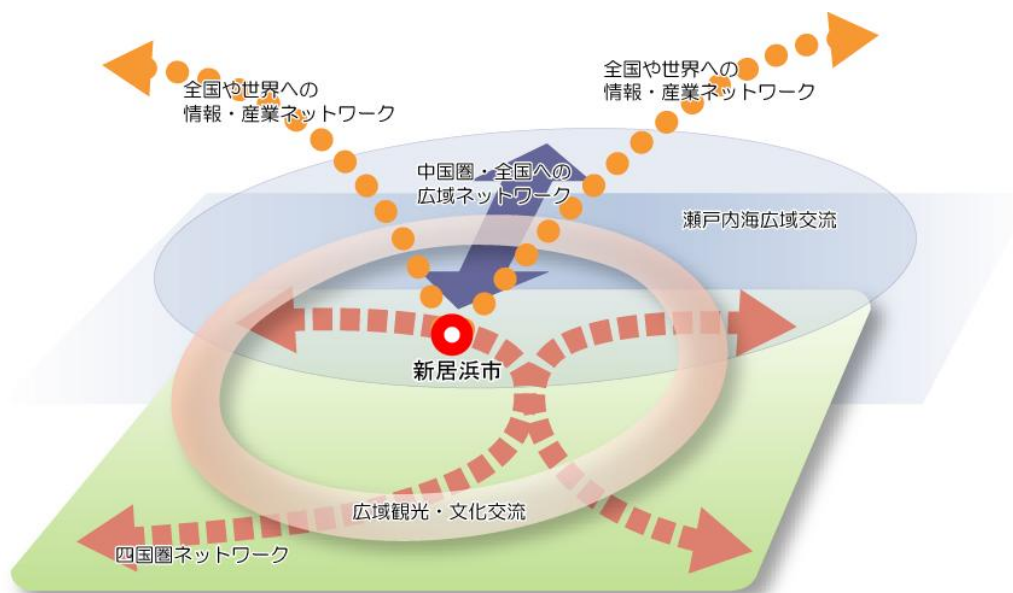 全国や世界への
情報・産業ネットワーク
全国や世界への
情報・産業ネットワーク
中国圏・全国への
広域ネットワーク
瀬戸内海広域交流
新居浜市
広域観光・文化交流
四国圏ネットワーク